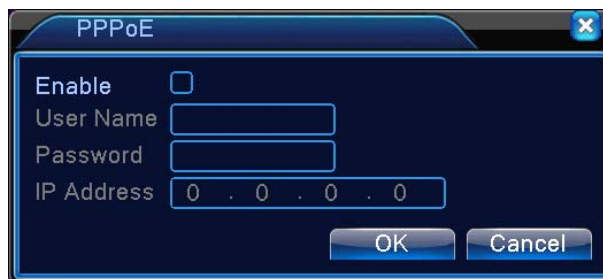 PPPoE
Enable
User Name
Password
IP Address 0 . 0 . 0 . 0
OK Cancel